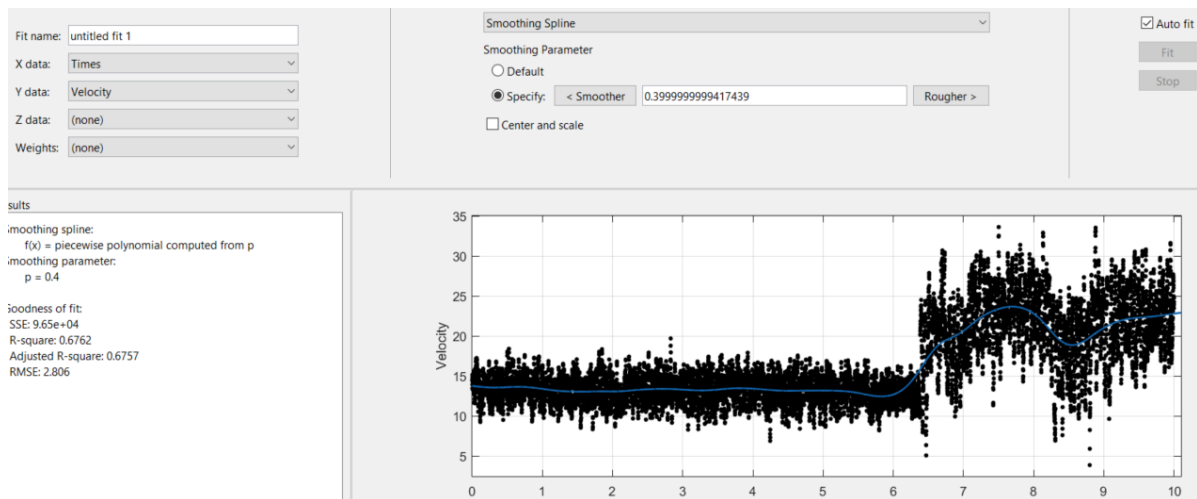 Fit name: untitled fit 1
X data: Times
Y data: Velocity
Z data: (none)
Weights: (none)
Smoothing Spline
Smoothing Parameter
Default
Specify: < Smoother 0.3999999999417439 Rougher >
Center and scale
Auto fit
Fit
Stop
sults
Smoothing spline:
f(x) = piecewise polynomial computed from p
Smoothing parameter:
p = 0.4
Goodness of fit:
SSE: 9.65e+04
R-square: 0.6762
Adjusted R-square: 0.6757
RMSE: 2.806
35
30
25
20
15
10
5
Velocity
0 1 2 3 4 5 6 7 8 9 10